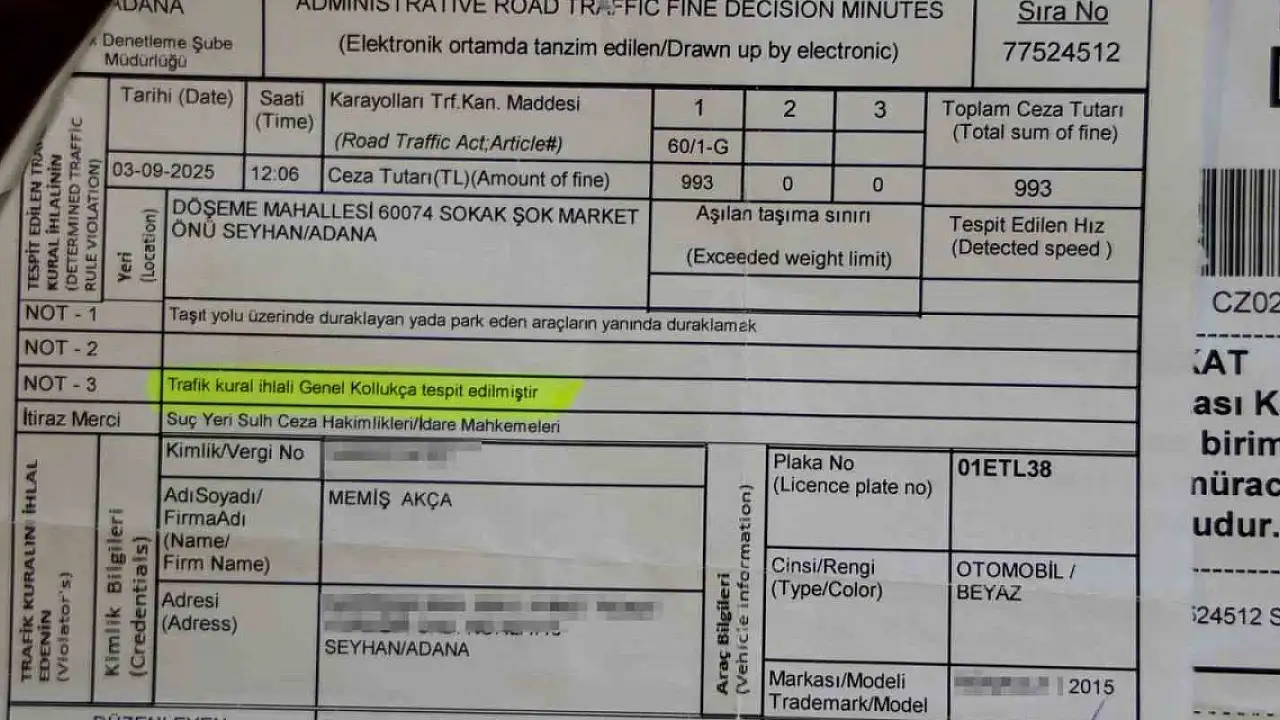 ADANA
Denetleme Şube
Müdürlüğü
ADMINISTRATIVE ROAD TRAFFIC FINE DECISION MINUTES
(Elektronik ortamda tanzim edilen/Drawn up by electronic)
Sıra No
77524512
TESPİT EDİLEN
KURAL İHLALİNİN
(DETERMINED TRAFFIC
RULE VIOLATION)
Tarihi (Date)
Saati
(Time)
Karayolları Trf.Kan. Maddesi
(Road Traffic Act;Article#)
1
2
3
Toplam Ceza Tutarı
(Total sum of fine)
60/1-G
03-09-2025
12:06
Ceza Tutarı(TL)(Amount of fine)
993
0
0
993
Yeri
(Location)
DÖŞEME MAHALLESİ 60074 SOKAK ŞOK MARKET
ÖNÜ SEYHAN/ADANA
Aşılan taşıma sınırı
(Exceeded weight limit)
Tespit Edilen Hız
(Detected speed )
NOT - 1
Taşıt yolu üzerinde duraklayan yada park eden araçların yanında duraklamak
NOT - 2
NOT - 3
Trafik kural ihlali Genel Kollukça tespit edilmiştir
İtiraz Merci
Suç Yeri Sulh Ceza Hakimlikleri/İdare Mahkemeleri
TRAFİK KURALINI İHLAL
EDENİN
(Violator's)
Kimlik Bilgileri
(Credentials)
Kimlik/Vergi No
AdıSoyadı/
FirmaAdı
(Name/
Firm Name)
MEMİŞ AKÇA
Adresi
(Address)
SEYHAN/ADANA
Araç Bilgileri
(Vehicle information)
Plaka No
(Licence plate no)
01ETL38
Cinsi/Rengi
(Type/Color)
OTOMOBİL /
BEYAZ
Markası/Modeli
Trademark/Model
2015
CZ02
KAT
ası K
birim
müra
udur.
524512 S